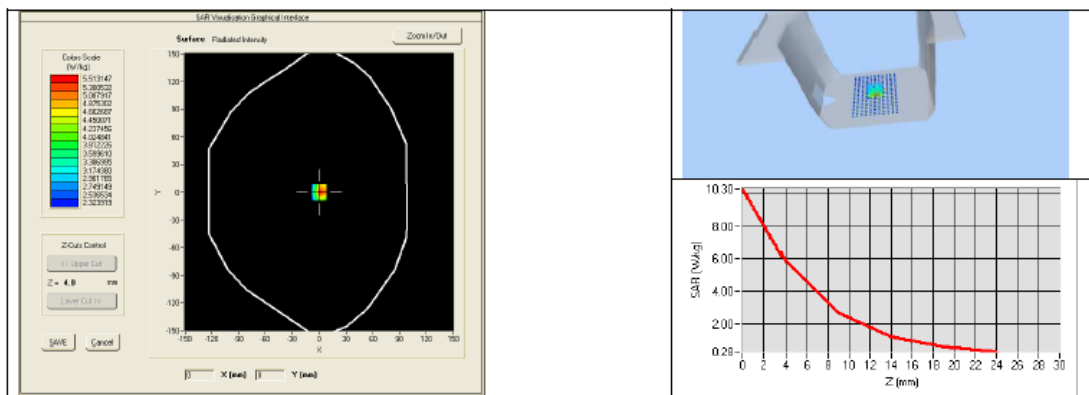 SAR Visualisation Graphical Interface
Surface Radiated Intensity
Zoom In/Out
Colors Scale
(W/kg)
5.513147
5.300532
5.087917
4.875302
4.662687
4.450071
4.237456
4.024841
3.812226
3.599610
3.386995
3.174380
2.961765
2.749149
2.536534
2.323919
Z-Cuts Control
<< Upper Cut
Z = 4.0 mm
Lower Cut >>
SAVE Cancel
150
120
90
60
30
0
-30
-60
-90
-120
-150
Y
-150 -120 -90 -60 -30 0 30 60 90 120 150
X
0 X (mm) Y (mm)
10.30
8.00
6.00
4.00
2.00
0.29
SAR (W/kg)
0 2 4 6 8 10 12 14 16 18 20 22 24 26 28 30
Z (mm)